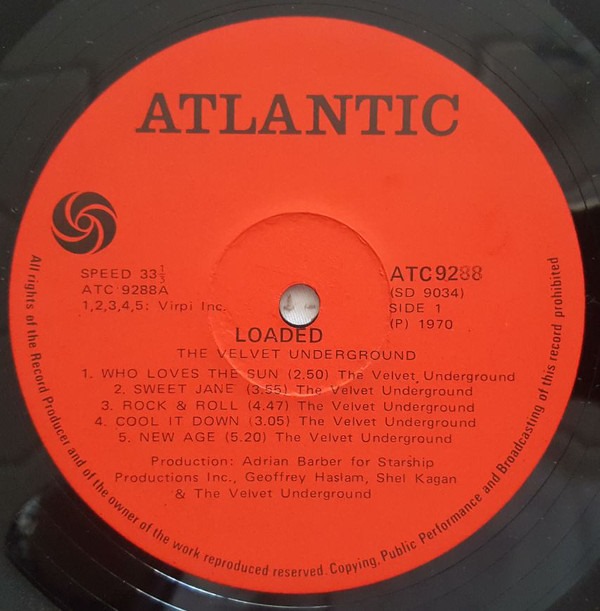 ATLANTIC
SPEED 33⅓
ATC 9288A
1,2,3,4,5: Virpi Inc.
ATC9288
(SD 9034)
SIDE 1
(P) 1970
LOADED
THE VELVET UNDERGROUND
1. WHO LOVES THE SUN (2.50) The Velvet Underground
2. SWEET JANE (3.55) The Velvet Underground
3. ROCK & ROLL (4.47) The Velvet Underground
4. COOL IT DOWN (3.05) The Velvet Underground
5. NEW AGE (5.20) The Velvet Underground
Production: Adrian Barber for Starship
Productions Inc., Geoffrey Haslam, Shel Kagan
& The Velvet Underground
All rights of the Record Producer and of the owner of the work reproduced reserved. Copying, Public Performance and Broadcasting of this record prohibited